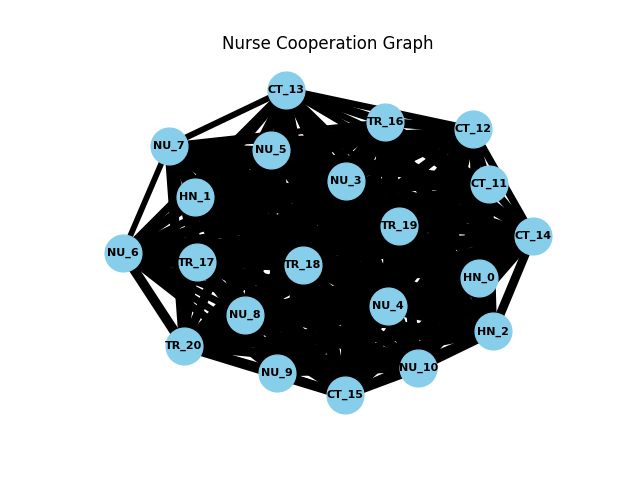 Nurse Cooperation Graph
CT_13
TR_16
CT_12
NU_7
NU_5
NU_3
CT_11
HN_1
TR_19
CT_14
NU_6
TR_17
TR_18
HN_0
NU_8
NU_4
HN_2
TR_20
NU_9
NU_10
CT_15